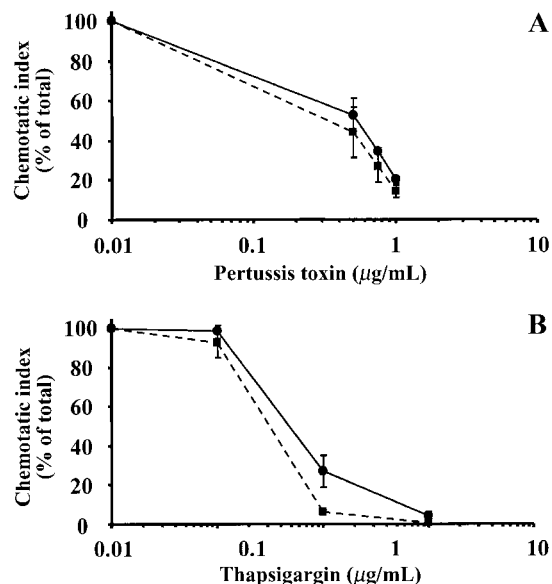 A
Chemotatic index
(% of total)
100
80
60
40
20
0
0.01 0.1 1 10
Pertussis toxin (µg/mL)
B
Chemotatic index
(% of total)
100
80
60
40
20
0
0.01 0.1 1 10
Thapsigargin (µg/mL)